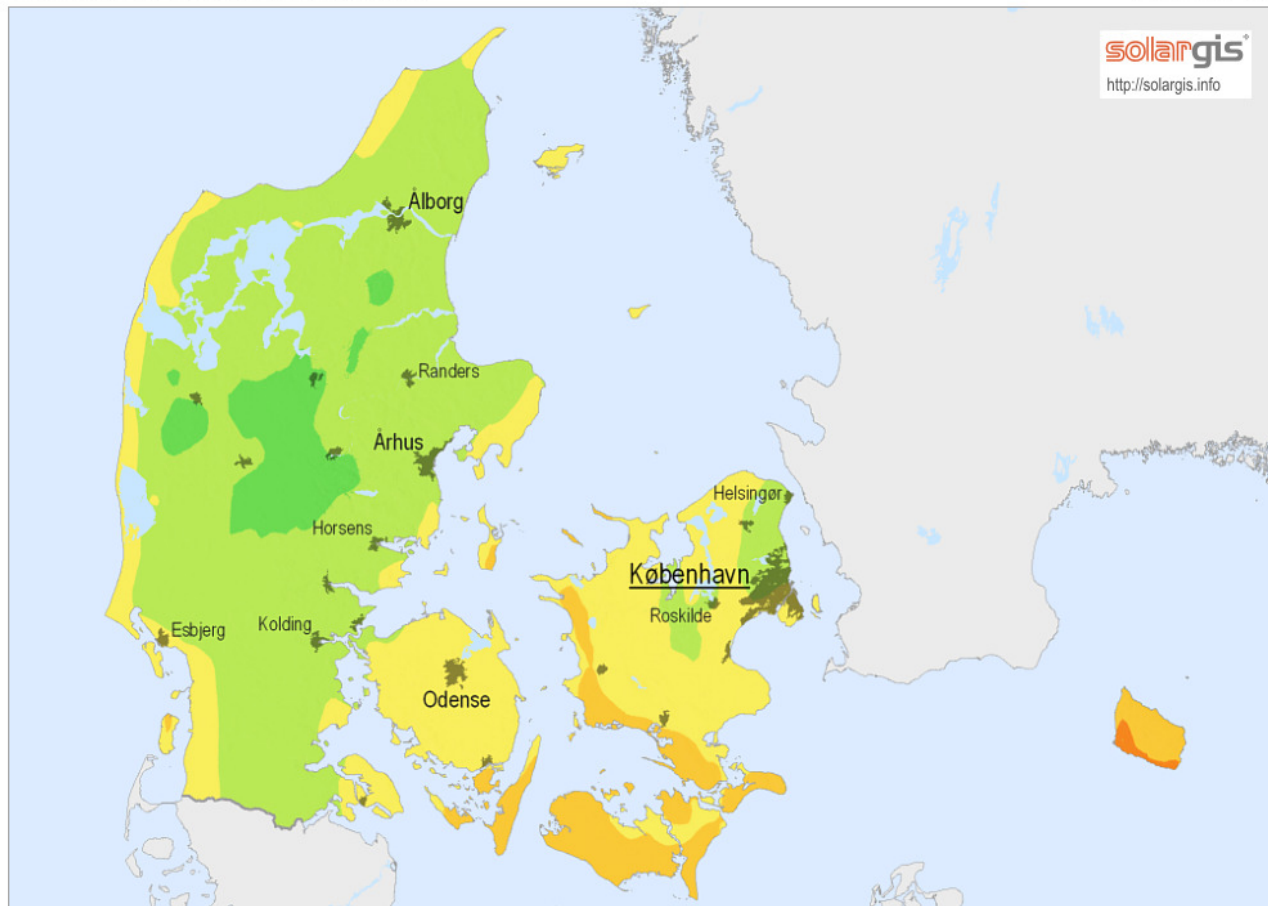 solargis
http://solargis.info
Ålborg
Randers
Århus
Helsingør
Horsens
København
Roskilde
Esbjerg
Kolding
Odense